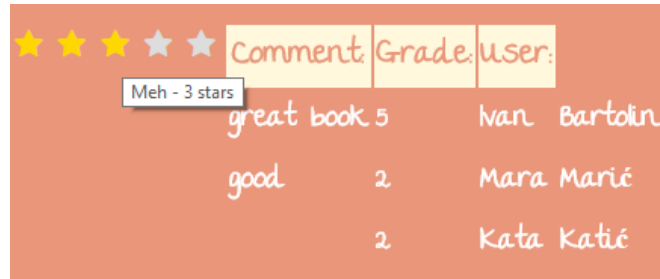 Comment: Grade: User:
Meh - 3 stars
great book 5 Ivan Bartolin
good 2 Mara Marić
2 Kata Katić